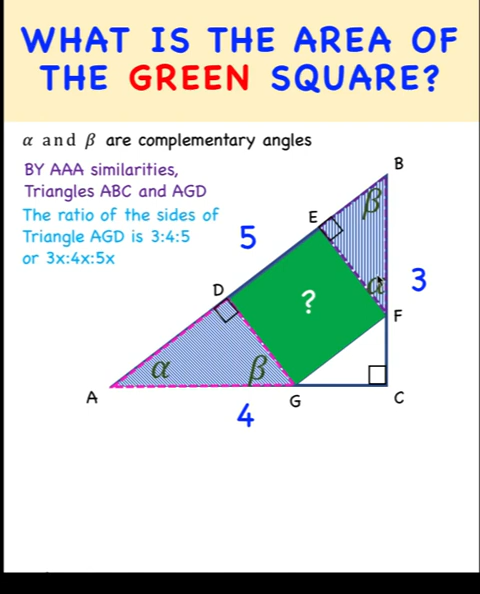 WHAT IS THE AREA OF
THE GREEN SQUARE?
α and β are complementary angles
BY AAA similarities,
Triangles ABC and AGD
The ratio of the sides of
Triangle AGD is 3:4:5
or 3x:4x:5x
B
β
E
5
α
3
D
?
F
α
β
A
G
C
4